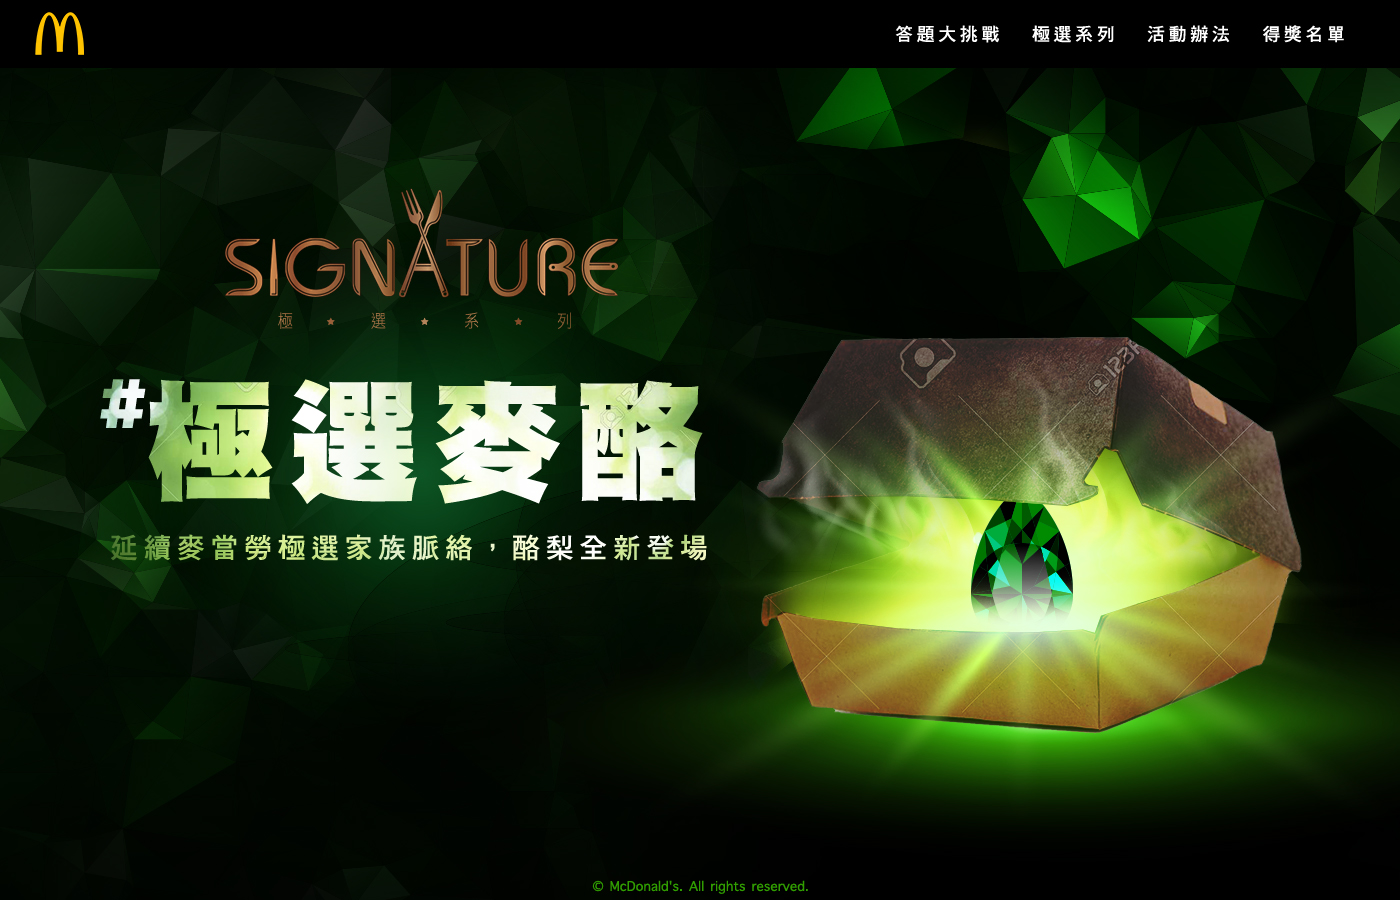 答題大挑戰 極選系列 活動辦法 得獎名單
SIGNATURE
極★選★系★列
#極選麥酪
延續麥當勞極選家族脈絡，酪梨全新登場
© McDonald's. All rights reserved.